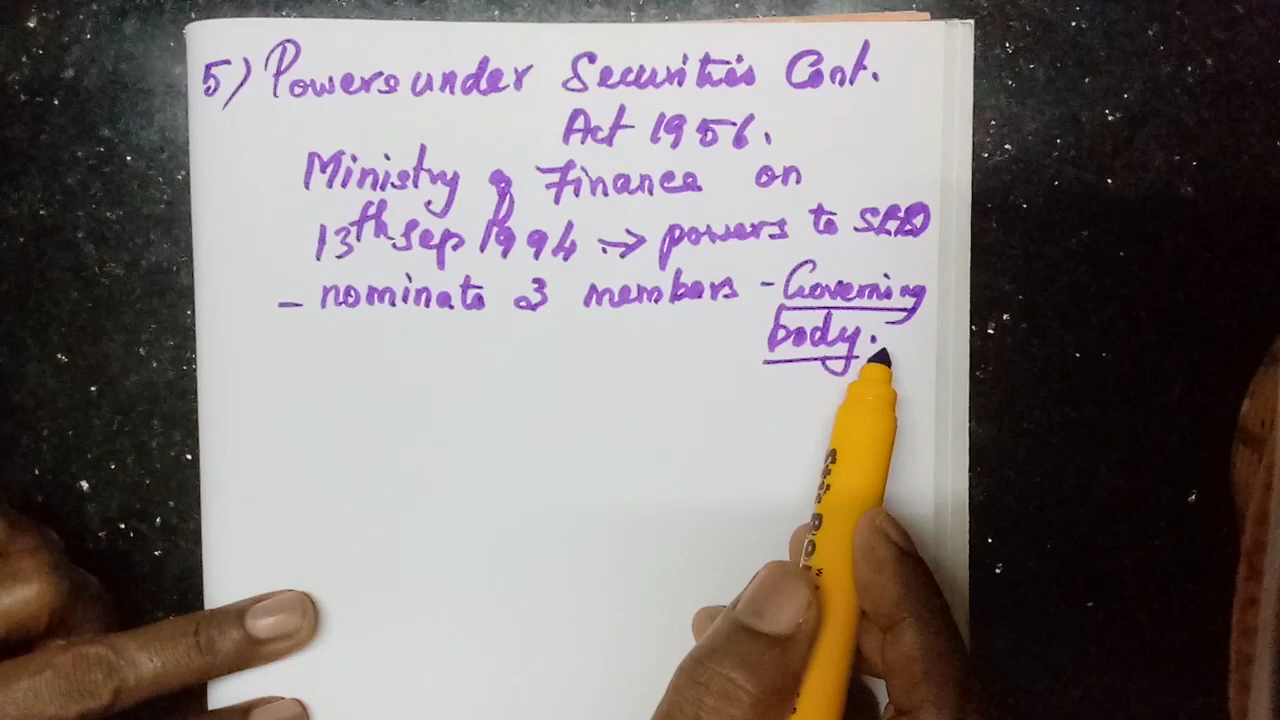 5) Powers under Securities Cont.
Act 1956.
Ministry of Finance on
13th Sep 1994 → powers to
- nominate 3 members - Governing
body.